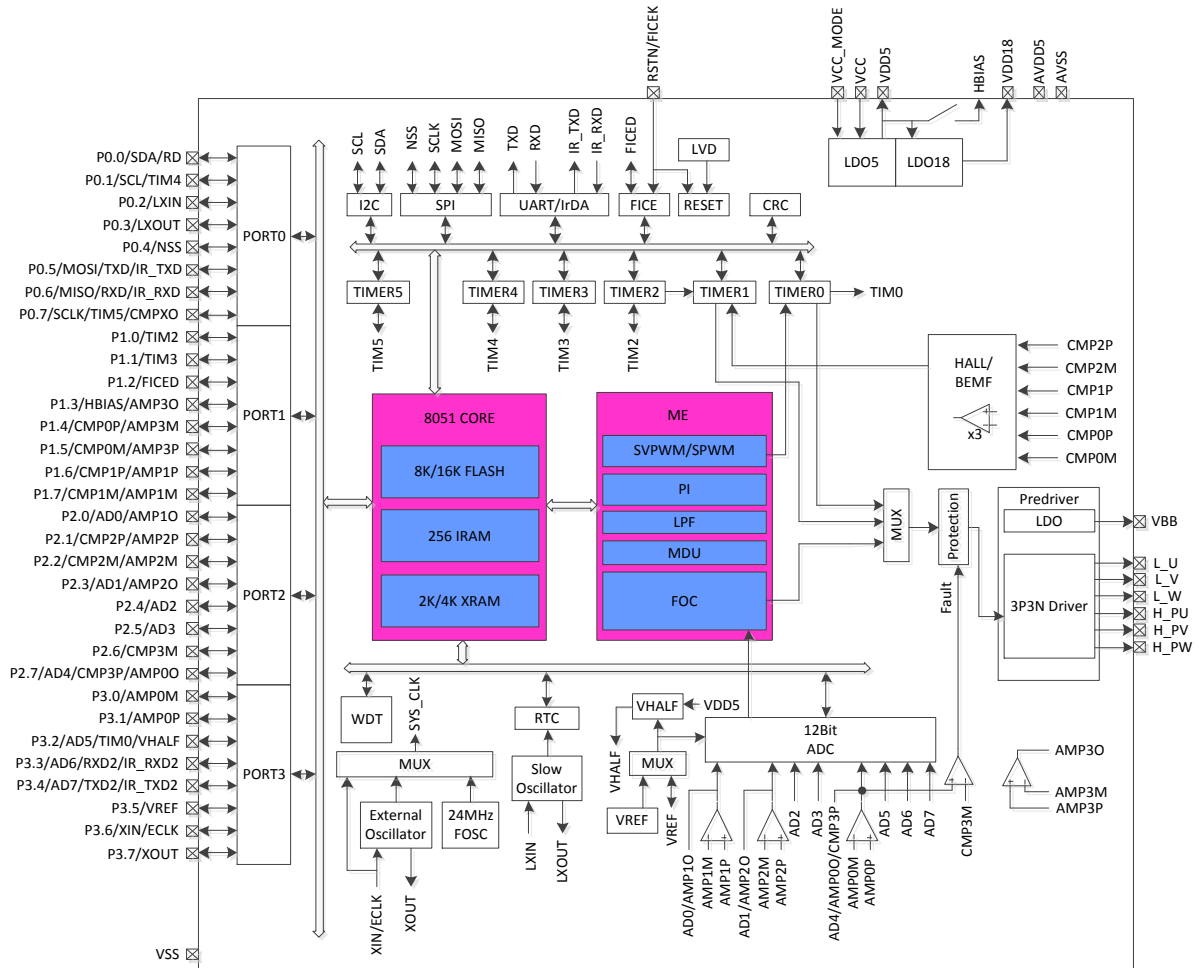 RSTN/FICEK
VCC_MODE
VCC
VDD5
HBIAS
VDD18
AVDD5
AVSS
P0.0/SDA/RD
P0.1/SCL/TIM4
P0.2/LXIN
P0.3/LXOUT
P0.4/NSS
P0.5/MOSI/TXD/IR_TXD
P0.6/MISO/RXD/IR_RXD
P0.7/SCLK/TIM5/CMPXO
P1.0/TIM2
P1.1/TIM3
P1.2/FICED
P1.3/HBIAS/AMP3O
P1.4/CMP0P/AMP3M
P1.5/CMP0M/AMP3P
P1.6/CMP1P/AMP1P
P1.7/CMP1M/AMP1M
P2.0/AD0/AMP1O
P2.1/CMP2P/AMP2P
P2.2/CMP2M/AMP2M
P2.3/AD1/AMP2O
P2.4/AD2
P2.5/AD3
P2.6/CMP3M
P2.7/AD4/CMP3P/AMP0O
P3.0/AMP0M
P3.1/AMP0P
P3.2/AD5/TIM0/VHALF
P3.3/AD6/RXD2/IR_RXD2
P3.4/AD7/TXD2/IR_TXD2
P3.5/VREF
P3.6/XIN/ECLK
P3.7/XOUT
VSS
PORT0
PORT1
PORT2
PORT3
SCL
SDA
NSS
SCLK
MOSI
MISO
TXD
RXD
IR_TXD
IR_RXD
FICED
LVD
I2C
SPI
UART/IrDA
FICE
RESET
CRC
LDO5
LDO18
TIMER5
TIMER4
TIMER3
TIMER2
TIMER1
TIMER0
TIM0
TIM5
TIM4
TIM3
TIM2
HALL/
BEMF
x3
CMP2P
CMP2M
CMP1P
CMP1M
CMP0P
CMP0M
8051 CORE
8K/16K FLASH
256 IRAM
2K/4K XRAM
ME
SVPWM/SPWM
PI
LPF
MDU
FOC
MUX
Protection
Fault
Predriver
LDO
3P3N Driver
VBB
L_U
L_V
L_W
H_PU
H_PV
H_PW
WDT
SYS_CLK
MUX
External
Oscillator
24MHz
FOSC
XIN/ECLK
XOUT
RTC
Slow
Oscillator
LXIN
LXOUT
VHALF
VDD5
VHALF
MUX
VREF
VREF
12Bit
ADC
AD0/AMP1O
AMP1M
AMP1P
AD1/AMP2O
AMP2M
AMP2P
AD2
AD3
AD4/AMP0O/CMP3P
AMP0M
AMP0P
AD5
AD6
AD7
CMP3M
AMP3O
AMP3M
AMP3P